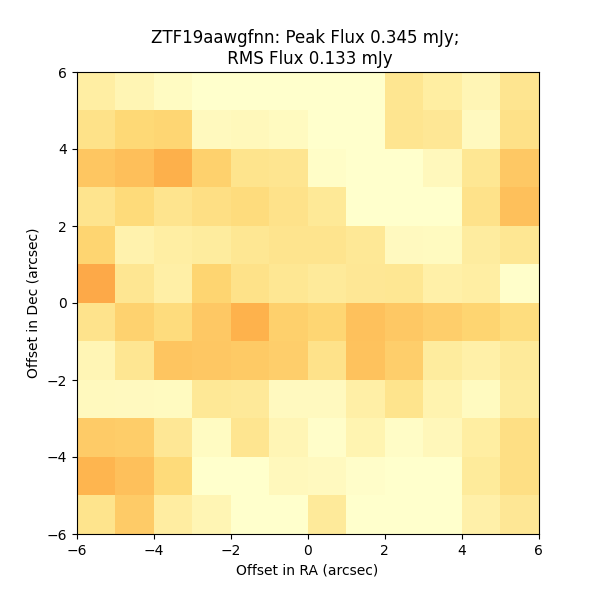 ZTF19aawgfnn: Peak Flux 0.345 mJy;
RMS Flux 0.133 mJy
6
4
2
0
−2
−4
−6
Offset in Dec (arcsec)
−6 −4 −2 0 2 4 6
Offset in RA (arcsec)